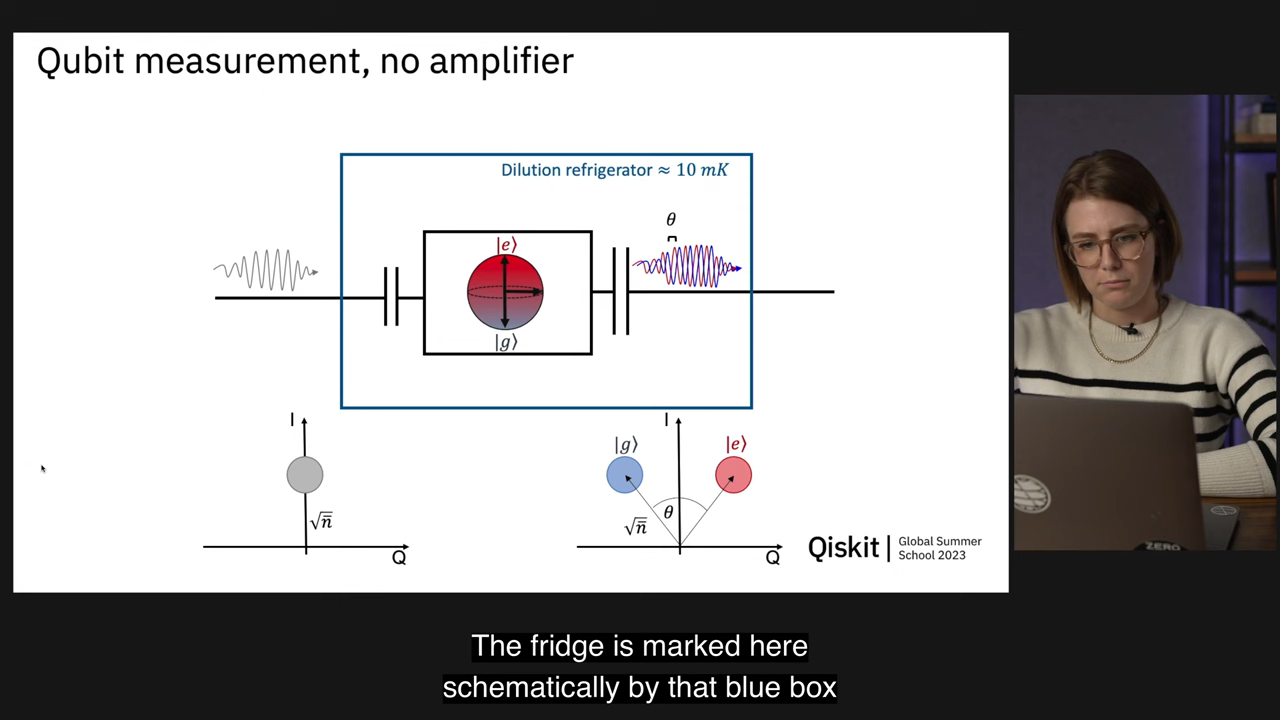 Qubit measurement, no amplifier
Dilution refrigerator ≈ 10 mK
θ
|e⟩
|g⟩
I
√n̅
Q
I
|g⟩
|e⟩
θ
√n̅
Q
Qiskit | Global Summer
School 2023
ZERO
The fridge is marked here
schematically by that blue box